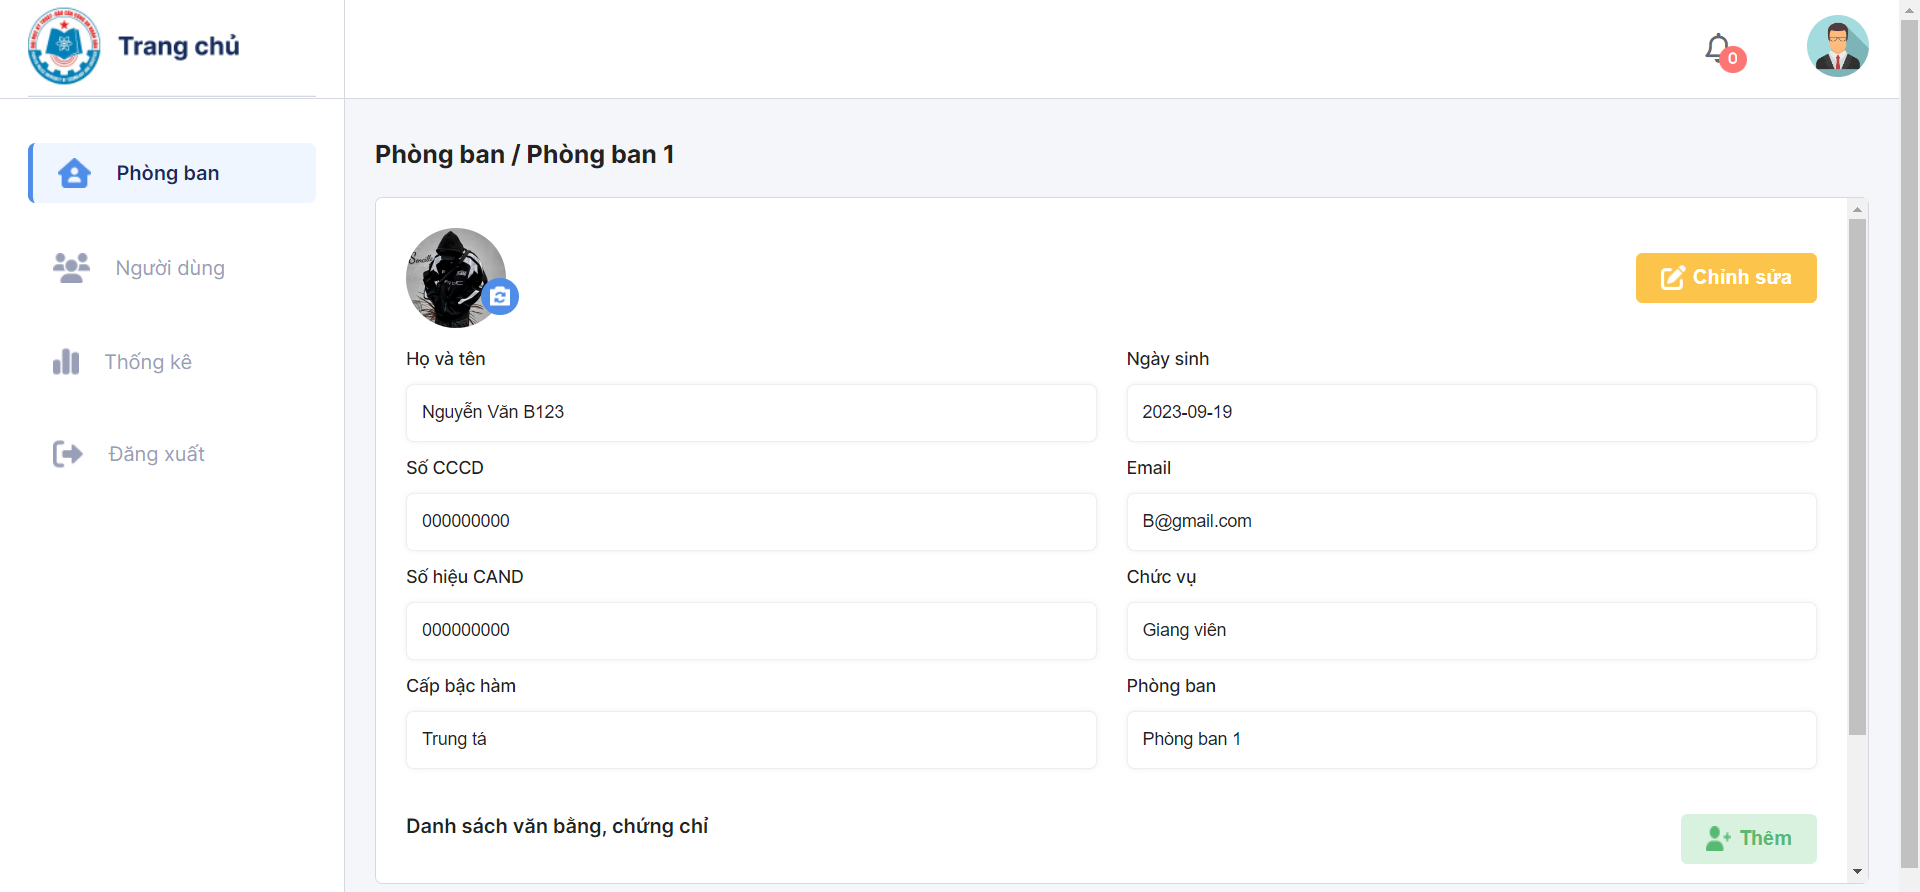 Trang chủ
0
Phòng ban
Người dùng
Thống kê
Đăng xuất
Phòng ban / Phòng ban 1
Chỉnh sửa
Họ và tên
Ngày sinh
Nguyễn Văn B123
2023-09-19
Số CCCD
Email
000000000
B@gmail.com
Số hiệu CAND
Chức vụ
000000000
Giang viên
Cấp bậc hàm
Phòng ban
Trung tá
Phòng ban 1
Danh sách văn bằng, chứng chỉ
Thêm